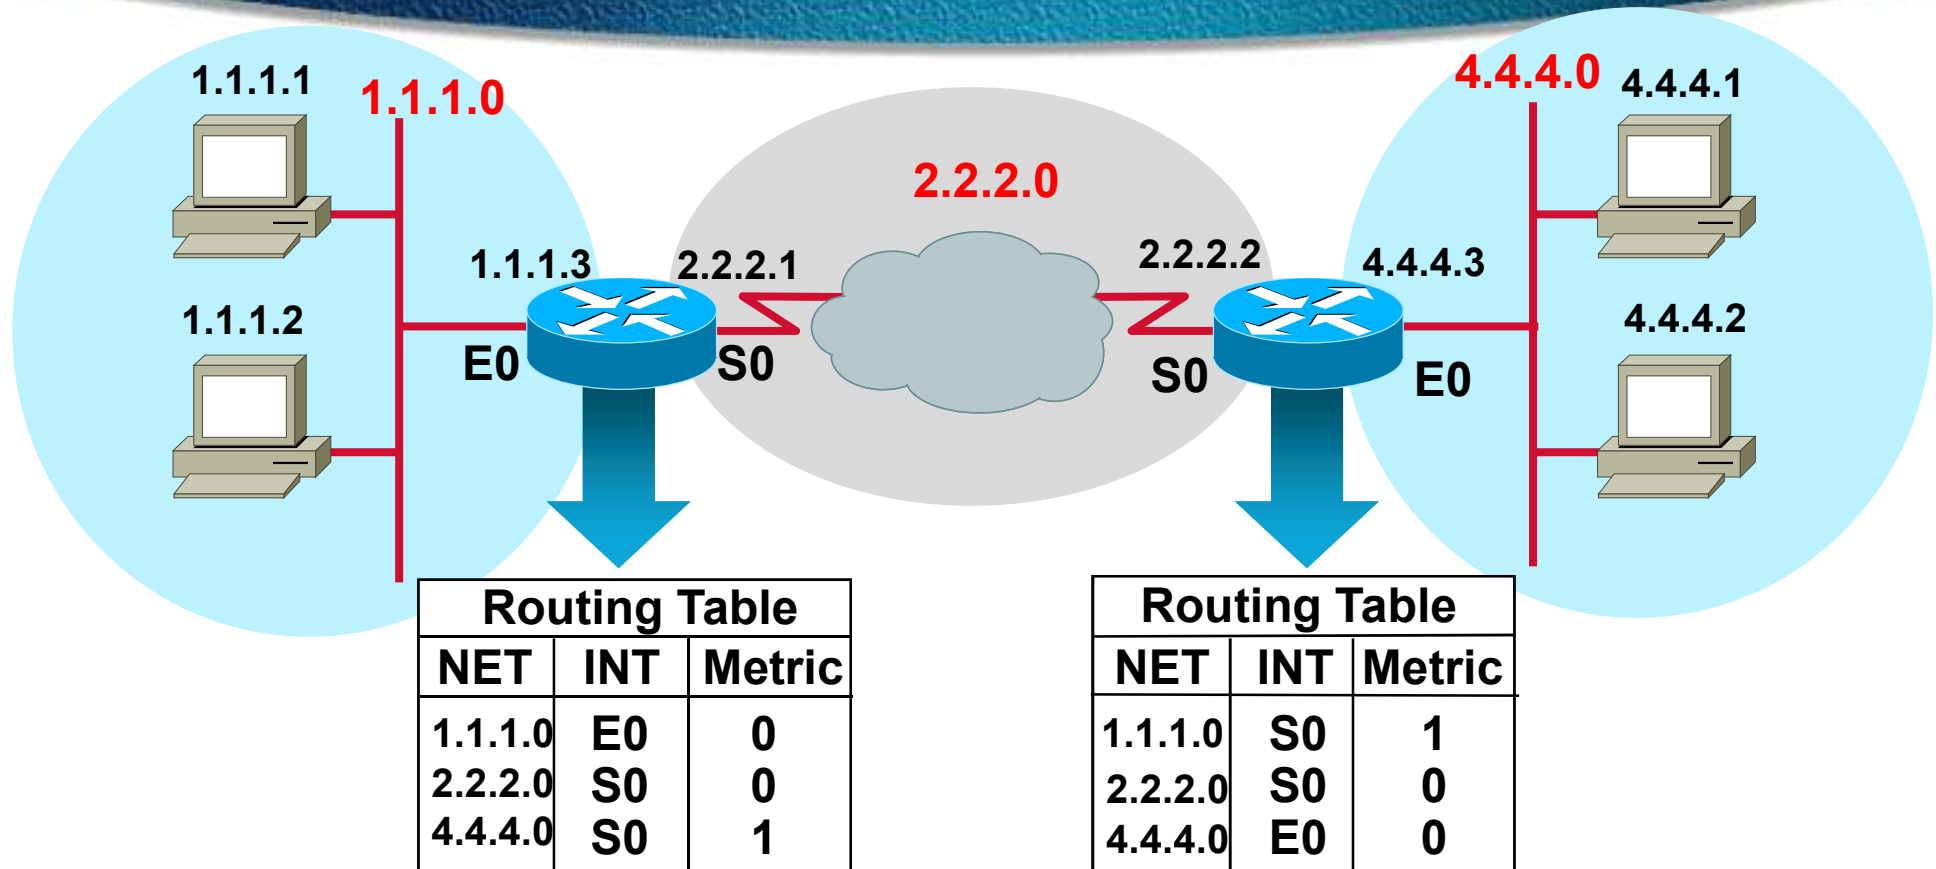 1.1.1.1
1.1.1.0
4.4.4.0
4.4.4.1
2.2.2.0
1.1.1.3
2.2.2.1
2.2.2.2
4.4.4.3
1.1.1.2
4.4.4.2
E0
S0
S0
E0
Routing Table
NET INT Metric
1.1.1.0 E0 0
2.2.2.0 S0 0
4.4.4.0 S0 1
Routing Table
NET INT Metric
1.1.1.0 S0 1
2.2.2.0 S0 0
4.4.4.0 E0 0